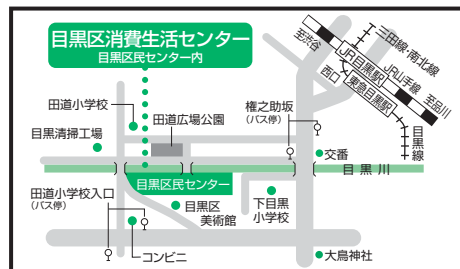 目黒区消費生活センター
目黒区民センター内
至渋谷
三田線・南北線
JR目黒駅
JR山手線
至品川
西口
東急目黒駅
目黒線
田道小学校
田道広場公園
権之助坂
(バス停)
目黒清掃工場
交番
目黒川
目黒区民センター
田道小学校入口
(バス停)
目黒区
美術館
下目黒
小学校
コンビニ
大鳥神社